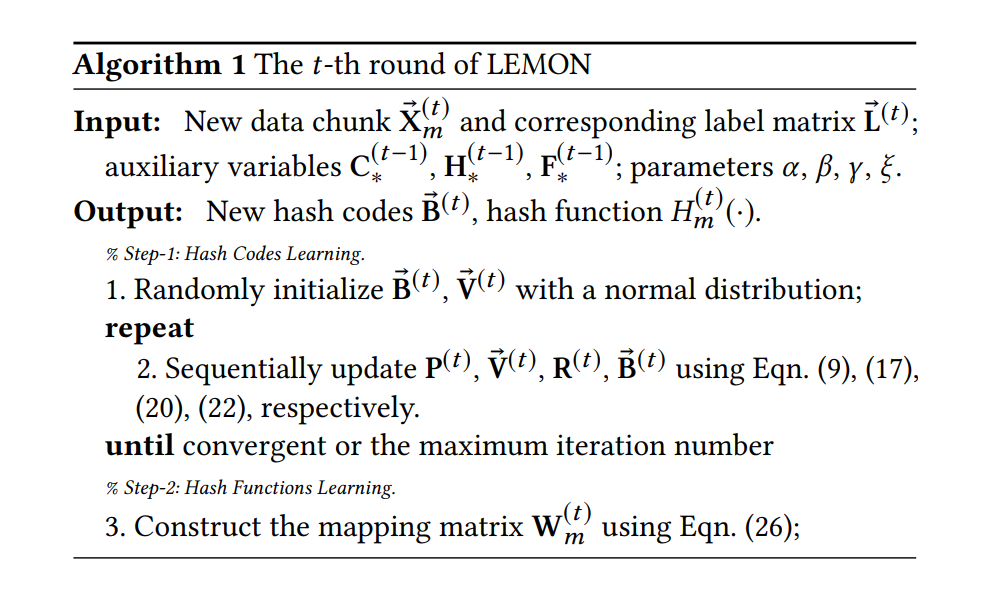 Algorithm 1 The t-th round of LEMON
Input: New data chunk $\vec{\mathbf{X}}_m^{(t)}$ and corresponding label matrix $\vec{\mathbf{L}}^{(t)}$;
auxiliary variables $\mathbf{C}_*^{(t-1)}$, $\mathbf{H}_*^{(t-1)}$, $\mathbf{F}_*^{(t-1)}$; parameters α, β, γ, ξ.
Output: New hash codes $\vec{\mathbf{B}}^{(t)}$, hash function $H_m^{(t)}(\cdot)$.
% Step-1: Hash Codes Learning.
1. Randomly initialize $\vec{\mathbf{B}}^{(t)}$, $\vec{\mathbf{V}}^{(t)}$ with a normal distribution;
repeat
2. Sequentially update $\mathbf{P}^{(t)}$, $\vec{\mathbf{V}}^{(t)}$, $\mathbf{R}^{(t)}$, $\vec{\mathbf{B}}^{(t)}$ using Eqn. (9), (17),
(20), (22), respectively.
until convergent or the maximum iteration number
% Step-2: Hash Functions Learning.
3. Construct the mapping matrix $\mathbf{W}_m^{(t)}$ using Eqn. (26);